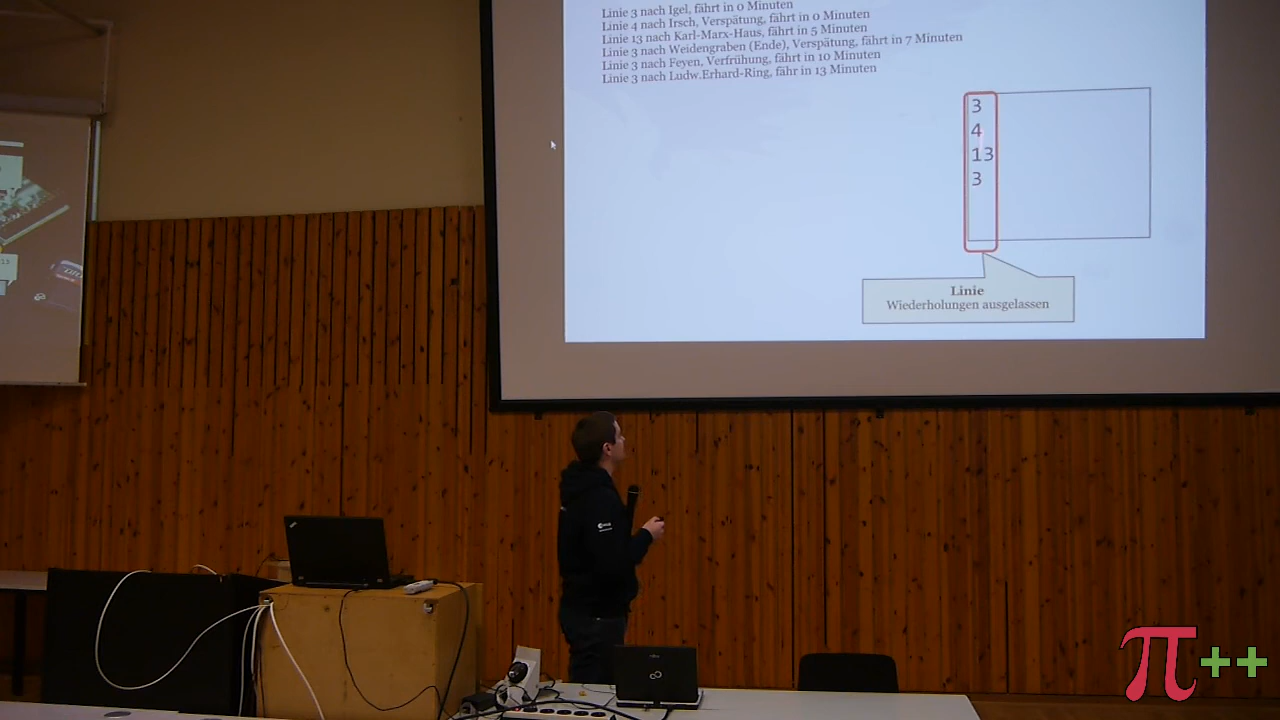 Linie 3 nach Igel, fährt in 0 Minuten
Linie 4 nach Irsch, Verspätung, fährt in 0 Minuten
Linie 13 nach Karl-Marx-Haus, fährt in 5 Minuten
Linie 3 nach Weidengraben (Ende), Verspätung, fährt in 7 Minuten
Linie 3 nach Feyen, Verfrühung, fährt in 10 Minuten
Linie 3 nach Ludw.Erhard-Ring, fähr in 13 Minuten
3
4
13
3
Linie
Wiederholungen ausgelassen
π++